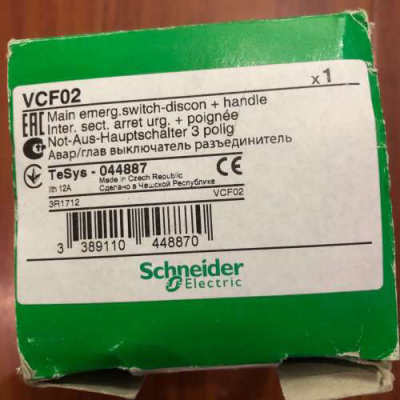 VCF02
x1
EAC
Main emerg.switch-discon + handle
Inter. sect. arret urg. + poignée
Not-Aus-Hauptschalter 3 polig
Авар/глав выключатель разъединитель
TeSys - 044887
Ith 12A
Made in Czech Republic
Сделано в Чешской Республике
CE
3R1712
VCF02
3 389110 448870
Schneider
Electric